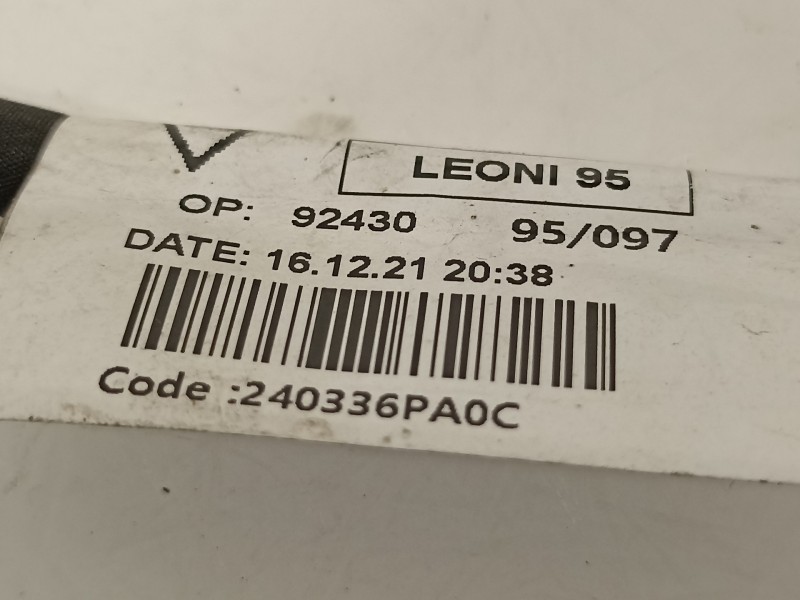 LEONI 95
OP: 92430 95/097
DATE: 16.12.21 20:38
Code :240336PA0C